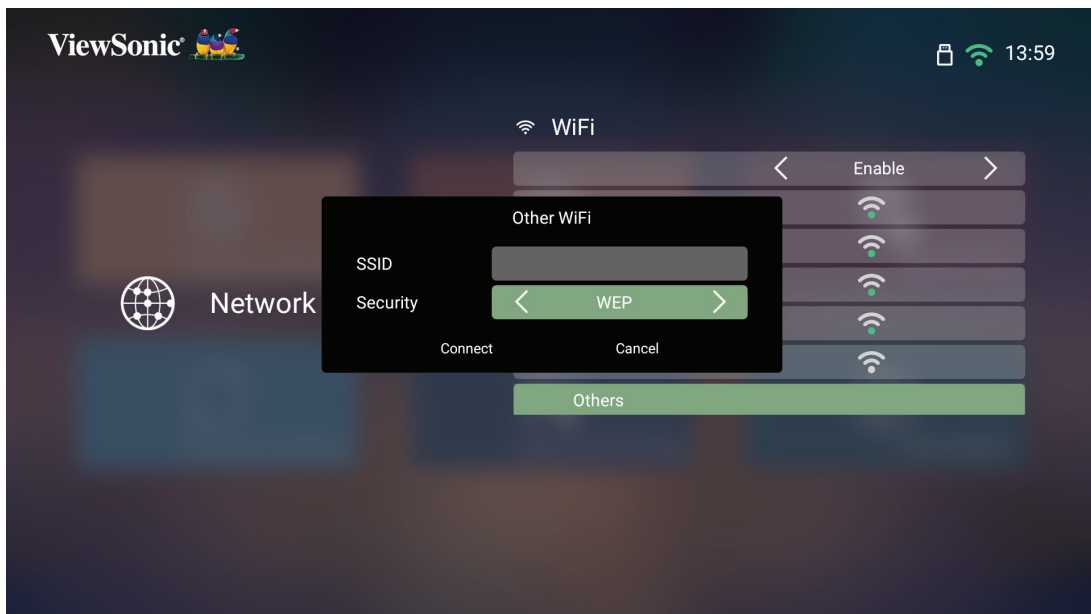 ViewSonic®
13:59
WiFi
Enable
Other WiFi
SSID
Network
Security
WEP
Connect
Cancel
Others